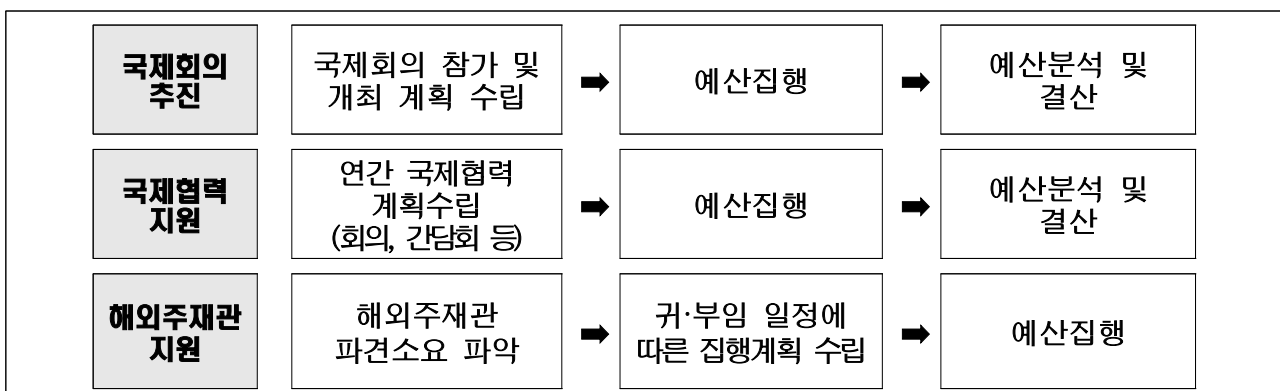 국제회의
추진
국제회의 참가 및
개최 계획 수립
➡
예산집행
➡
예산분석 및
결산
국제협력
지원
연간 국제협력
계획수립
(회의, 간담회 등)
➡
예산집행
➡
예산분석 및
결산
해외주재관
지원
해외주재관
파견소요 파악
➡
귀·부임 일정에
따른 집행계획 수립
➡
예산집행